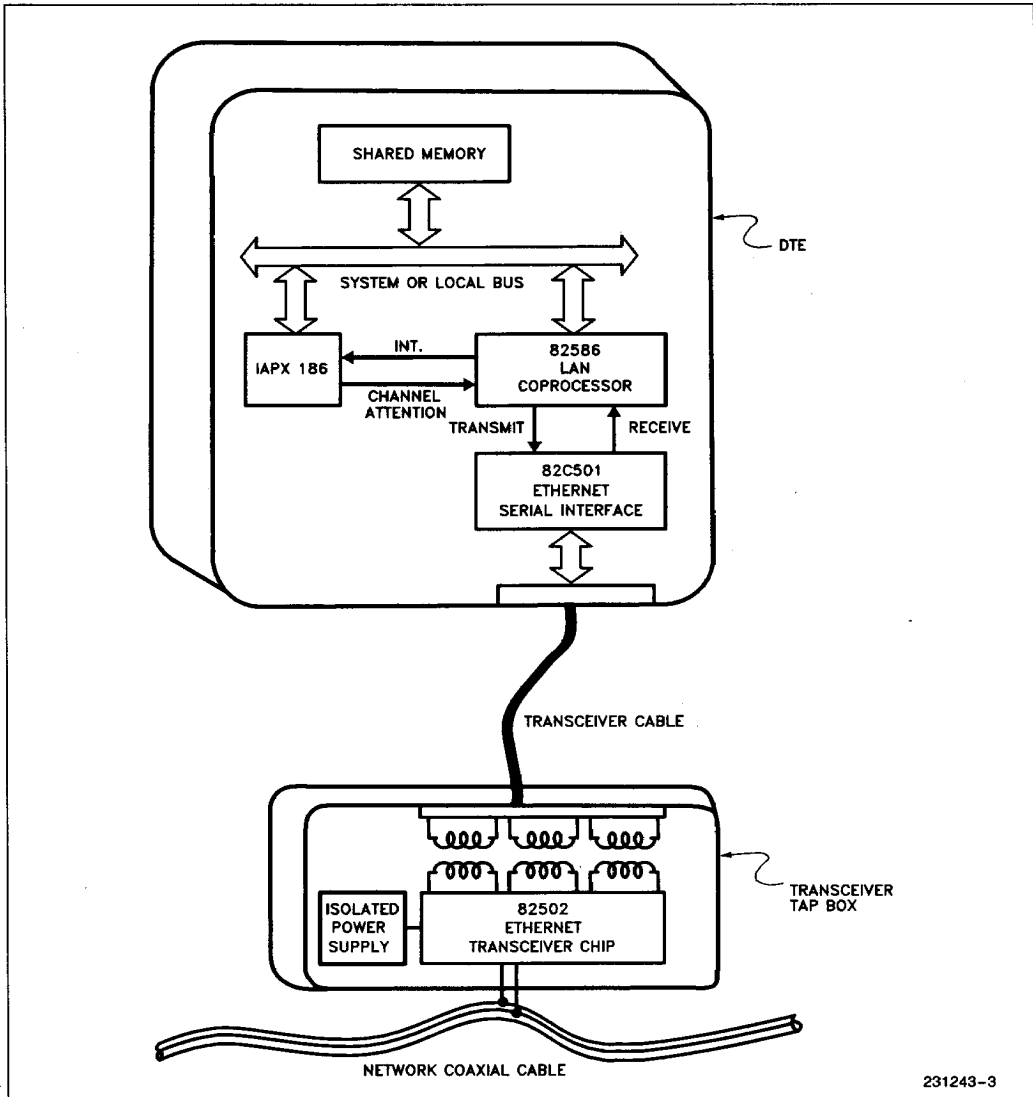 SHARED MEMORY
DTE
SYSTEM OR LOCAL BUS
IAPX 186
INT.
CHANNEL
ATTENTION
82586
LAN
COPROCESSOR
TRANSMIT
RECEIVE
82C501
ETHERNET
SERIAL INTERFACE
TRANSCEIVER CABLE
ISOLATED
POWER
SUPPLY
82502
ETHERNET
TRANSCEIVER CHIP
TRANSCEIVER
TAP BOX
NETWORK COAXIAL CABLE
231243-3